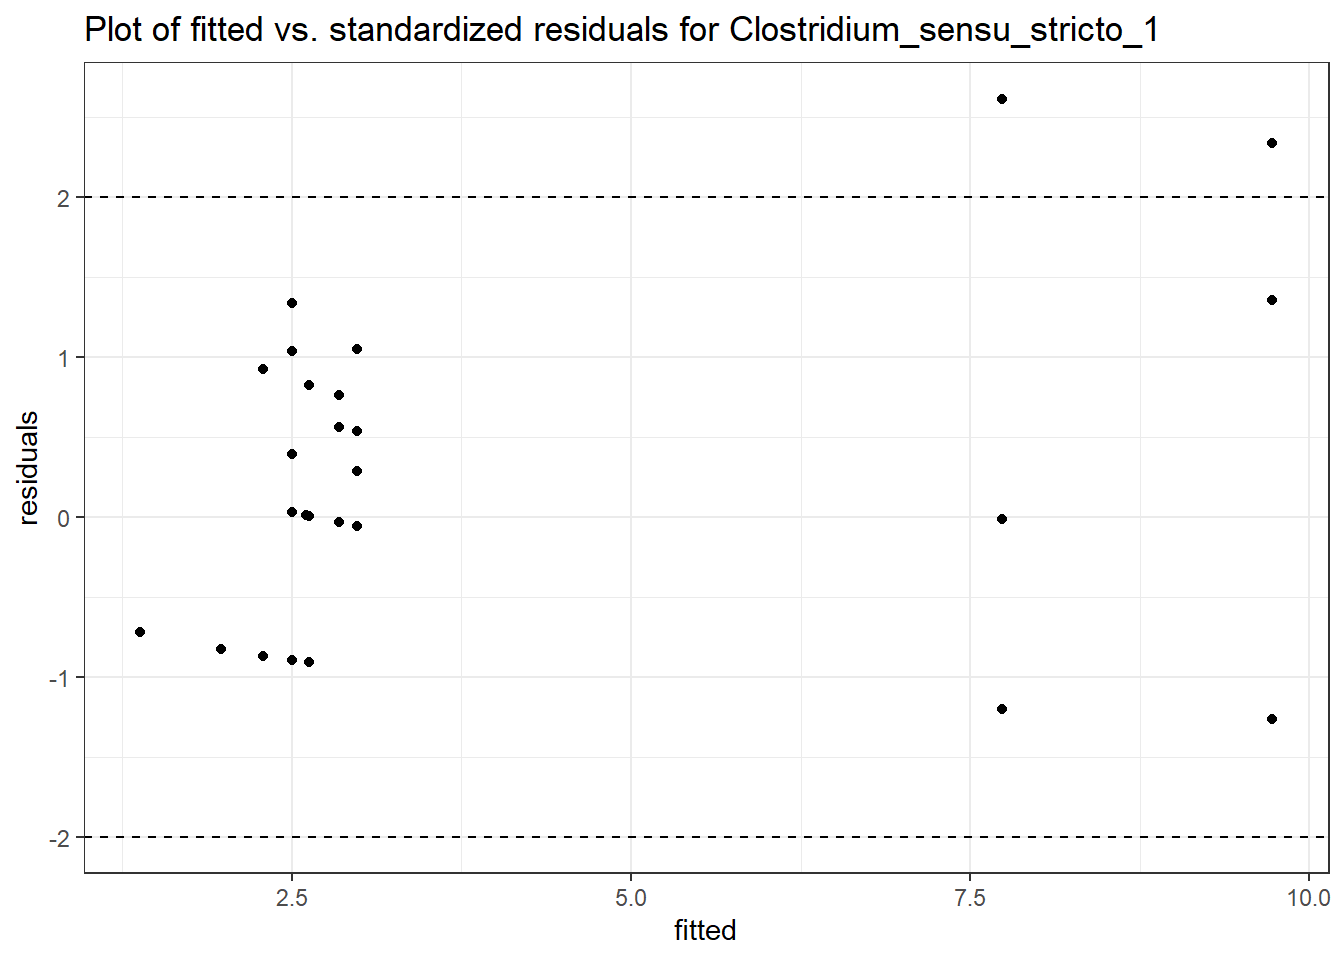 Plot of fitted vs. standardized residuals for Clostridium_sensu_stricto_1
residuals
2
1
0
-1
-2
2.5 5.0 7.5 10.0
fitted